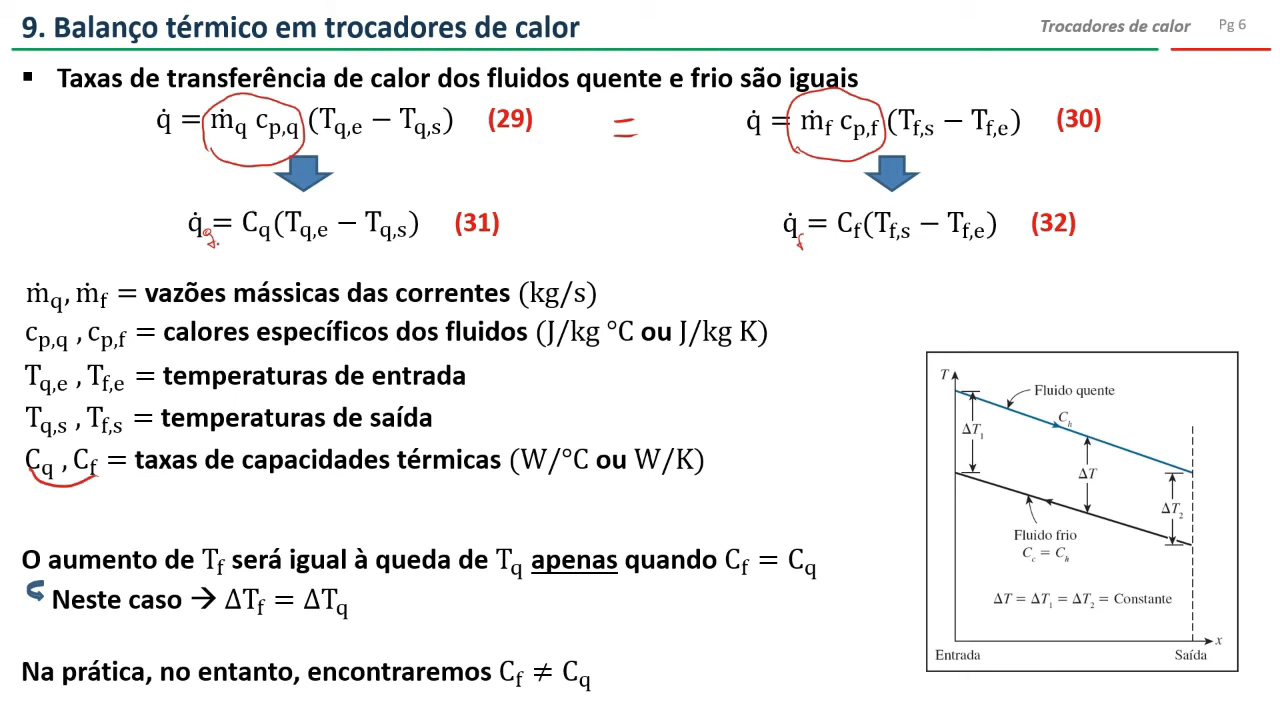 9. Balanço térmico em trocadores de calor
Trocadores de calor Pg 6
▪ Taxas de transferência de calor dos fluidos quente e frio são iguais
q̇ = ṁ_q c_p,q (T_q,e − T_q,s) (29) = q̇ = ṁ_f c_p,f (T_f,s − T_f,e) (30)
q̇_q = C_q(T_q,e − T_q,s) (31) q̇_f = C_f(T_f,s − T_f,e) (32)
ṁ_q, ṁ_f = vazões mássicas das correntes (kg/s)
c_p,q , c_p,f = calores específicos dos fluidos (J/kg °C ou J/kg K)
T_q,e , T_f,e = temperaturas de entrada
T_q,s, T_f,s = temperaturas de saída
C_q , C_f = taxas de capacidades térmicas (W/°C ou W/K)
O aumento de T_f será igual à queda de T_q apenas quando C_f = C_q
Neste caso → ΔT_f = ΔT_q
Na prática, no entanto, encontraremos C_f ≠ C_q
T
Fluido quente
C_h
ΔT_1
ΔT
ΔT_2
Fluido frio
C_c = C_h
ΔT = ΔT_1 = ΔT_2 = Constante
x
Entrada Saída